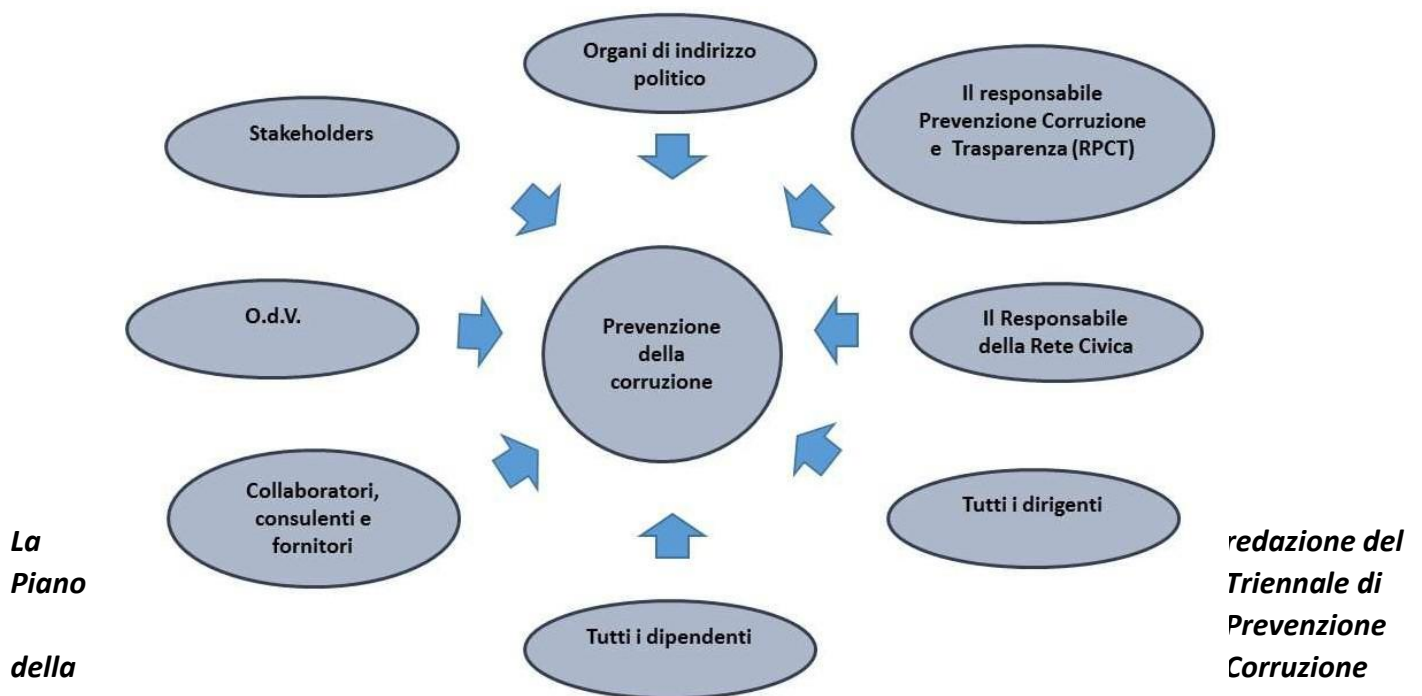 Organi di indirizzo
politico
Il responsabile
Prevenzione Corruzione
e Trasparenza (RPCT)
Stakeholders
O.d.V.
Prevenzione
della
corruzione
Il Responsabile
della Rete Civica
Collaboratori,
consulenti e
fornitori
Tutti i dirigenti
Tutti i dipendenti
La redazione del
Piano Triennale di
Prevenzione
della Corruzione